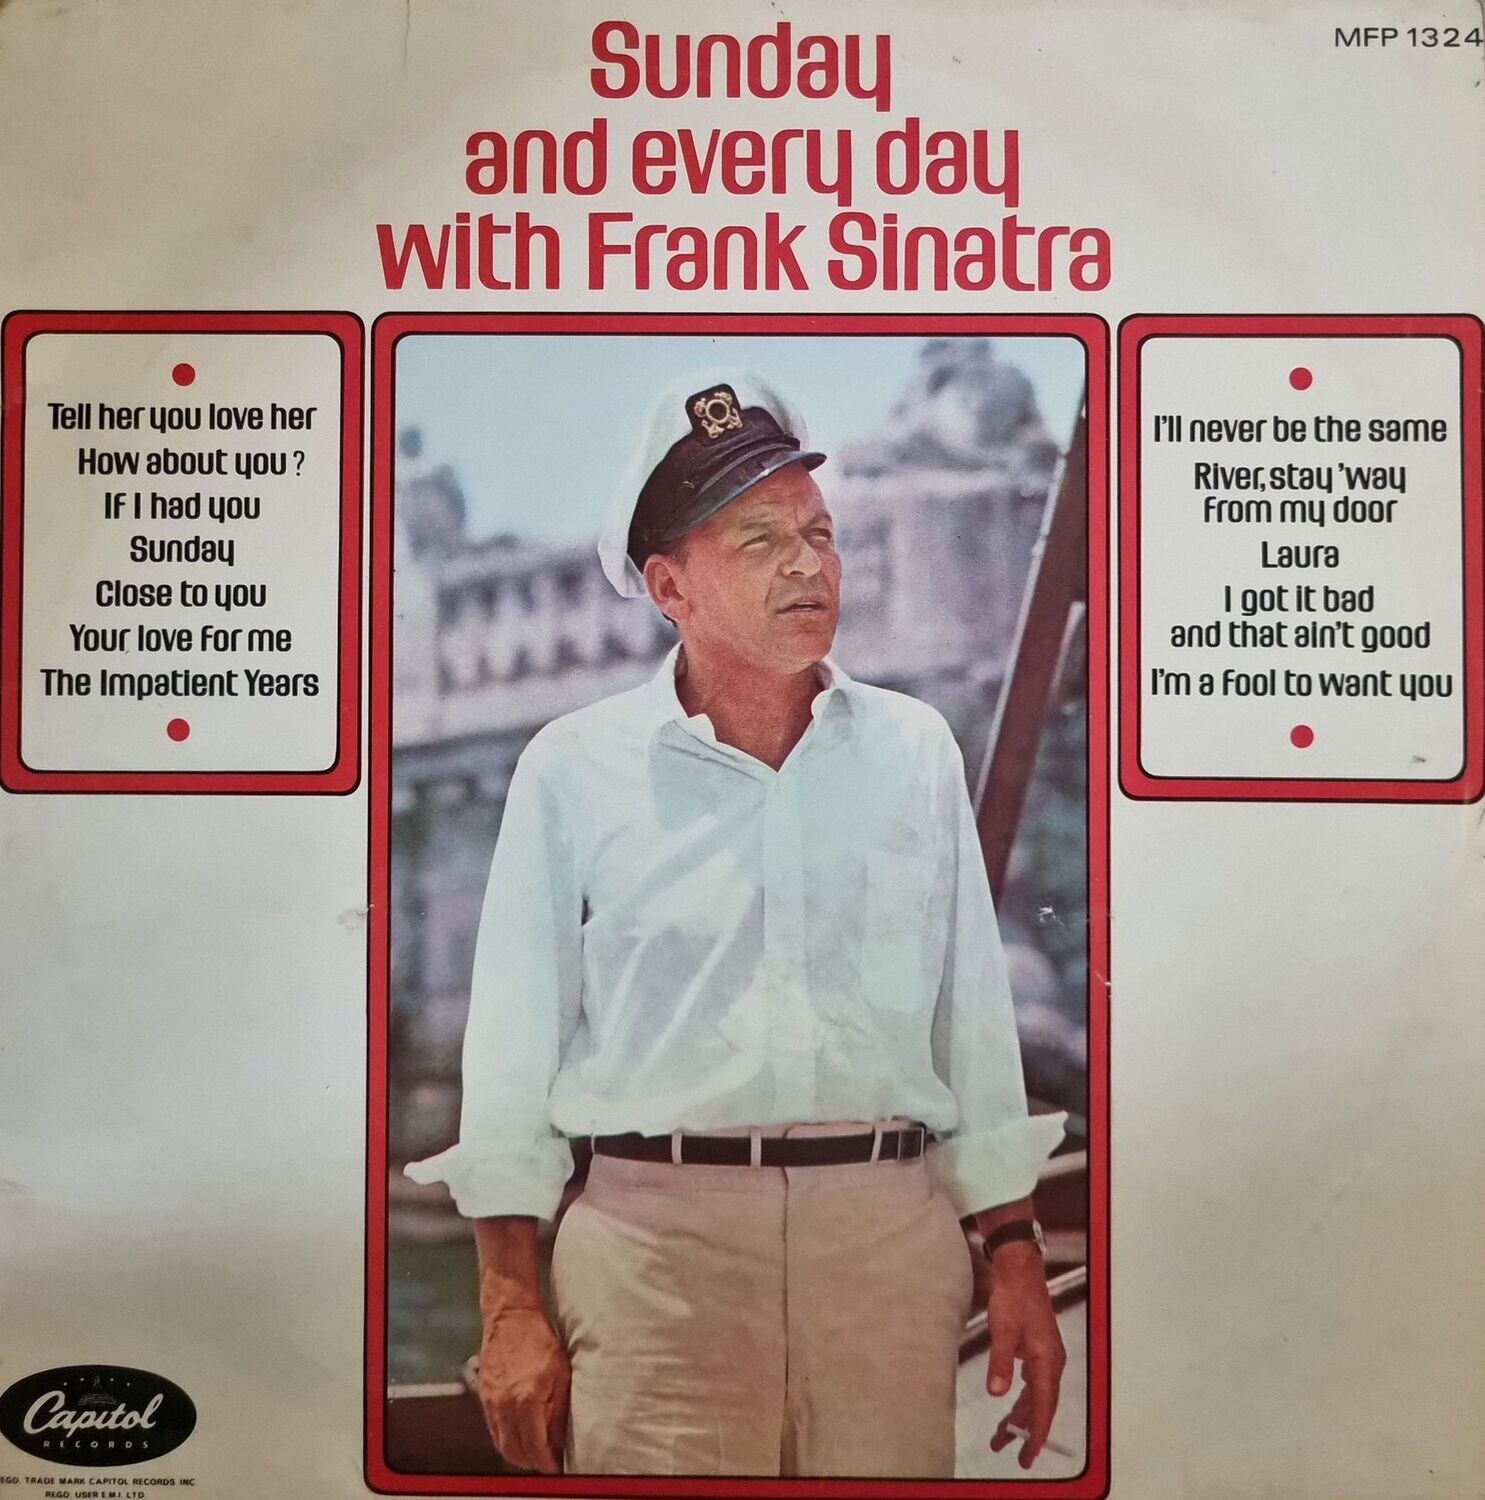 MFP 1324
Sunday
and every day
with Frank Sinatra
Tell her you love her
How about you?
If I had you
Sunday
Close to you
Your love for me
The Impatient Years
I'll never be the same
River, stay 'way
from my door
Laura
I got it bad
and that ain't good
I'm a fool to want you
Capitol
RECORDS
EGD. TRADE MARK CAPITOL RECORDS INC.
REGD. USER E.M.I. LTD.